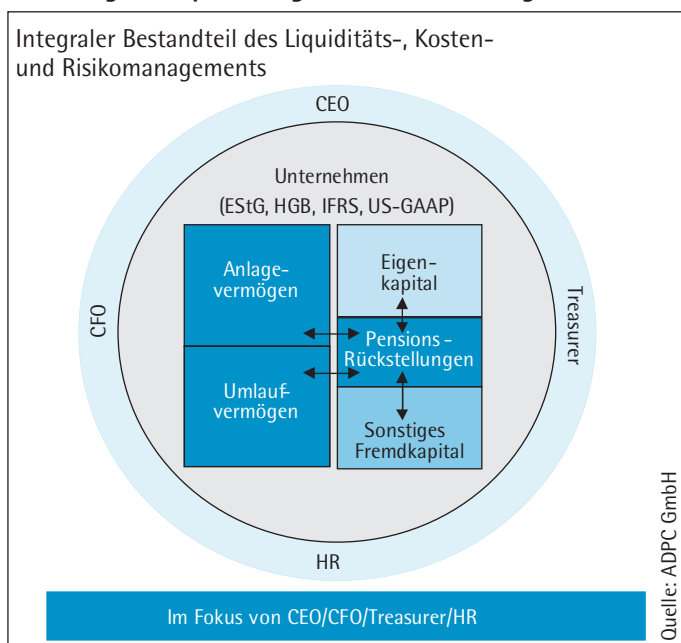 Integraler Bestandteil des Liquiditäts-, Kosten-
und Risikomanagements
CEO
Unternehmen
(EStG, HGB, IFRS, US-GAAP)
Anlage-
vermögen
Eigen-
kapital
CFO
Treasurer
Pensions-
Rückstellungen
Umlauf-
vermögen
Sonstiges
Fremdkapital
HR
Im Fokus von CEO/CFO/Treasurer/HR
Quelle: ADPC GmbH